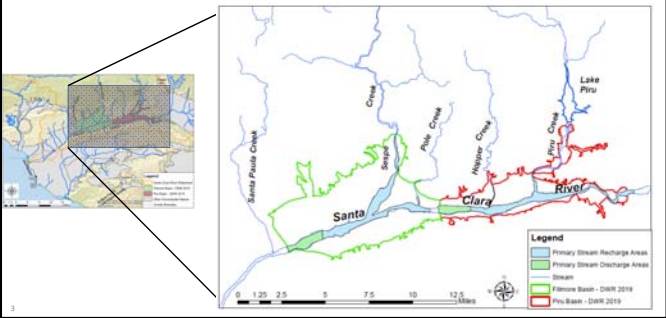 Lake
Piru
Creek
Sespe
Santa Paula Creek
Pole Creek
Hopper Creek
Piru Creek
Santa
Clara
River
0 1.25 2.5 5 7.5 10 12.5
Miles
Legend
Primary Stream Recharge Areas
Primary Stream Discharge Areas
Stream
Fillmore Basin - DWR 2019
Piru Basin - DWR 2019
Legend
3